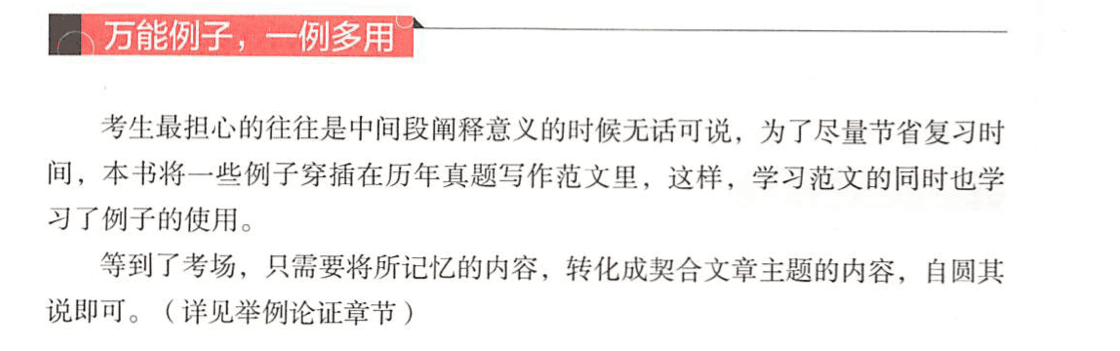 万能例子，一例多用
考生最担心的往往是中间段阐释意义的时候无话可说，为了尽量节省复习时
间，本书将一些例子穿插在历年真题写作范文里，这样，学习范文的同时也学
习了例子的使用。
等到了考场，只需要将所记忆的内容，转化成契合文章主题的内容，自圆其
说即可。（详见举例论证章节）